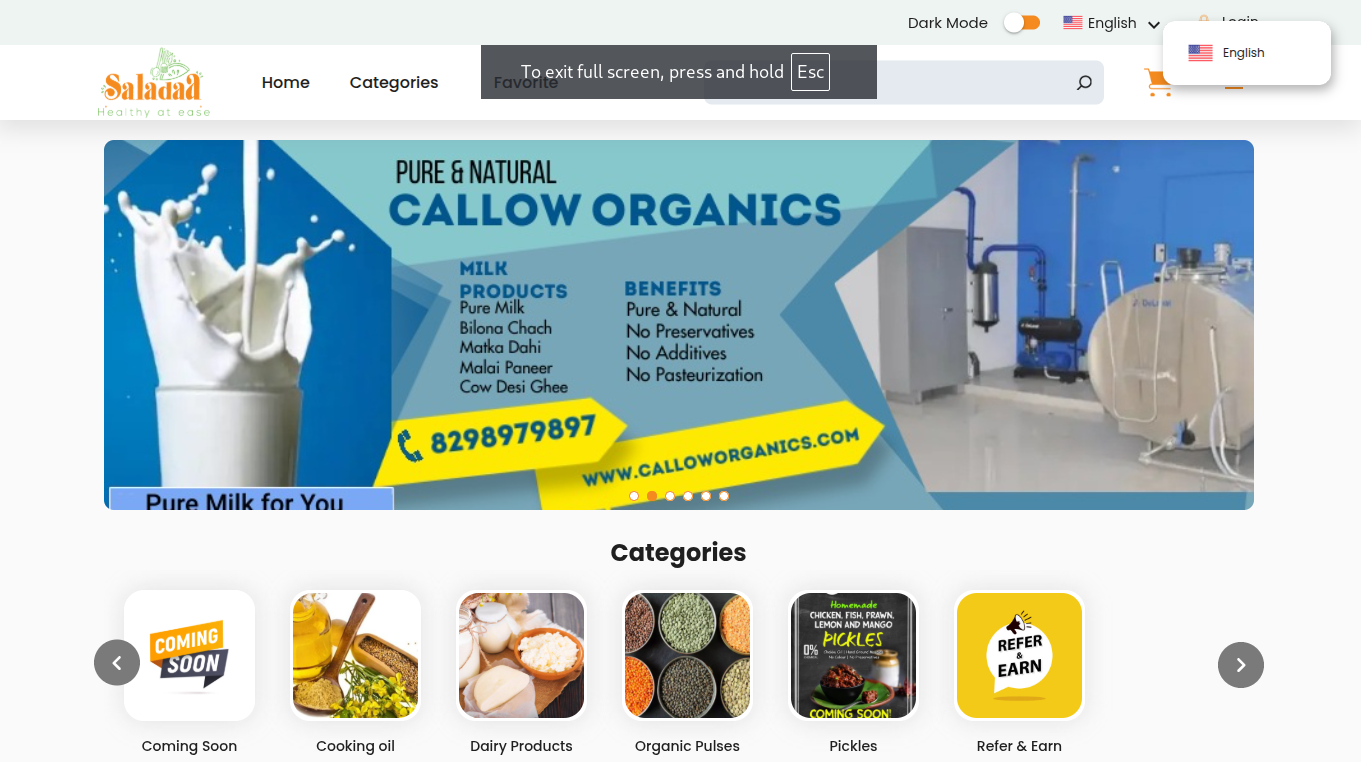 Dark Mode
English
Login
English
Saladaa
Healthy at ease
Home
Categories
Favorite
To exit full screen, press and hold Esc
PURE & NATURAL
CALLOW ORGANICS
MILK
PRODUCTS
Pure Milk
Bilona Chach
Matka Dahi
Malai Paneer
Cow Desi Ghee
BENEFITS
Pure & Natural
No Preservatives
No Additives
No Pasteurization
8298979897
WWW.CALLOWORGANICS.COM
DeLaval
Pure Milk for You
Categories
COMING
SOON
Homemade
CHICKEN, FISH, PRAWN,
LEMON AND MANGO
PICKLES
0%
COMING SOON!
REFER
&
EARN
Coming Soon
Cooking oil
Dairy Products
Organic Pulses
Pickles
Refer & Earn